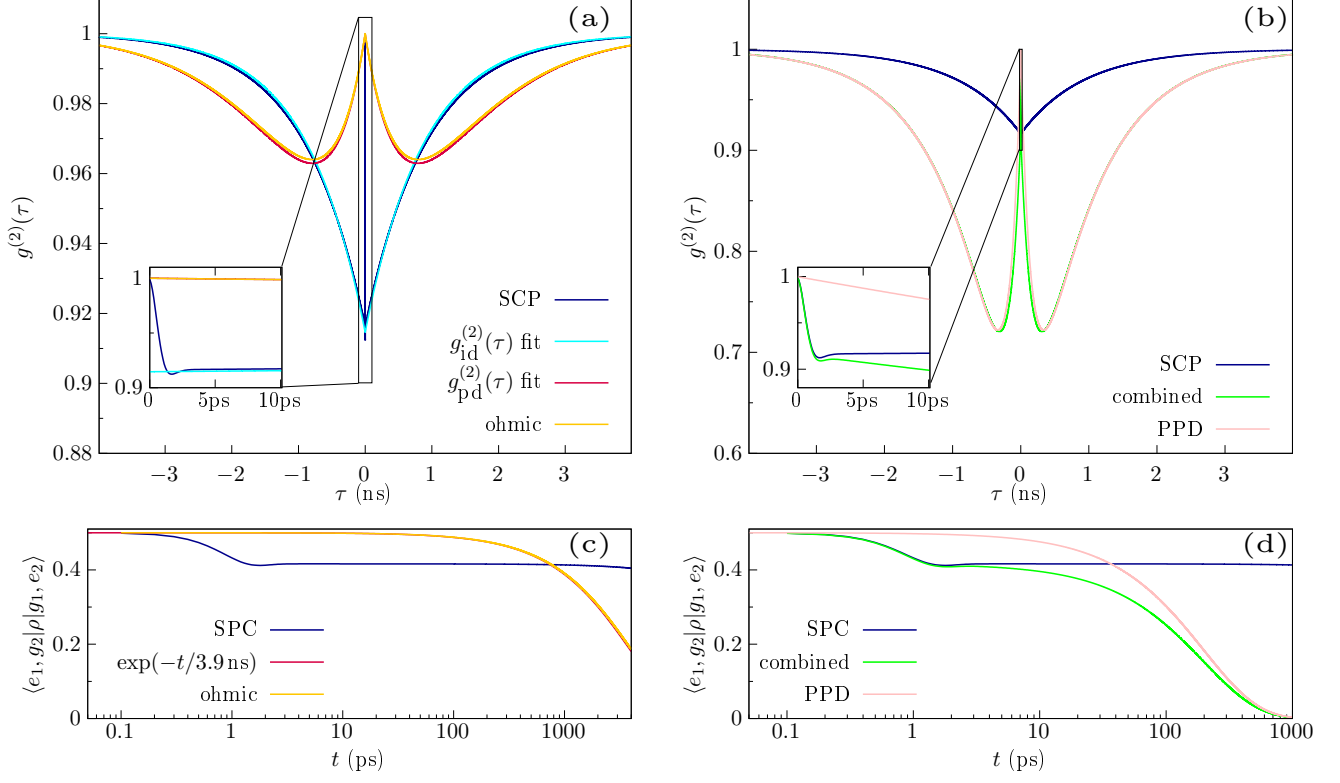 (a)
1
0.98
0.96
0.94
0.92
0.9
0.88
g^(2)(τ)
−3
−2
−1
0
1
2
3
τ (ns)
SCP
g_id^(2)(τ) fit
g_pd^(2)(τ) fit
ohmic
1
0.9
0
5ps
10ps
(b)
1
0.9
0.8
0.7
0.6
g^(2)(τ)
−3
−2
−1
0
1
2
3
τ (ns)
SCP
combined
PPD
1
0.9
0
5ps
10ps
(c)
0.4
0.2
0
⟨e₁, g₂|ρ|g₁, e₂⟩
0.1
1
10
100
1000
t (ps)
SPC
exp(−t/3.9 ns)
ohmic
(d)
0.4
0.2
0
⟨e₁, g₂|ρ|g₁, e₂⟩
0.1
1
10
100
1000
t (ps)
SPC
combined
PPD